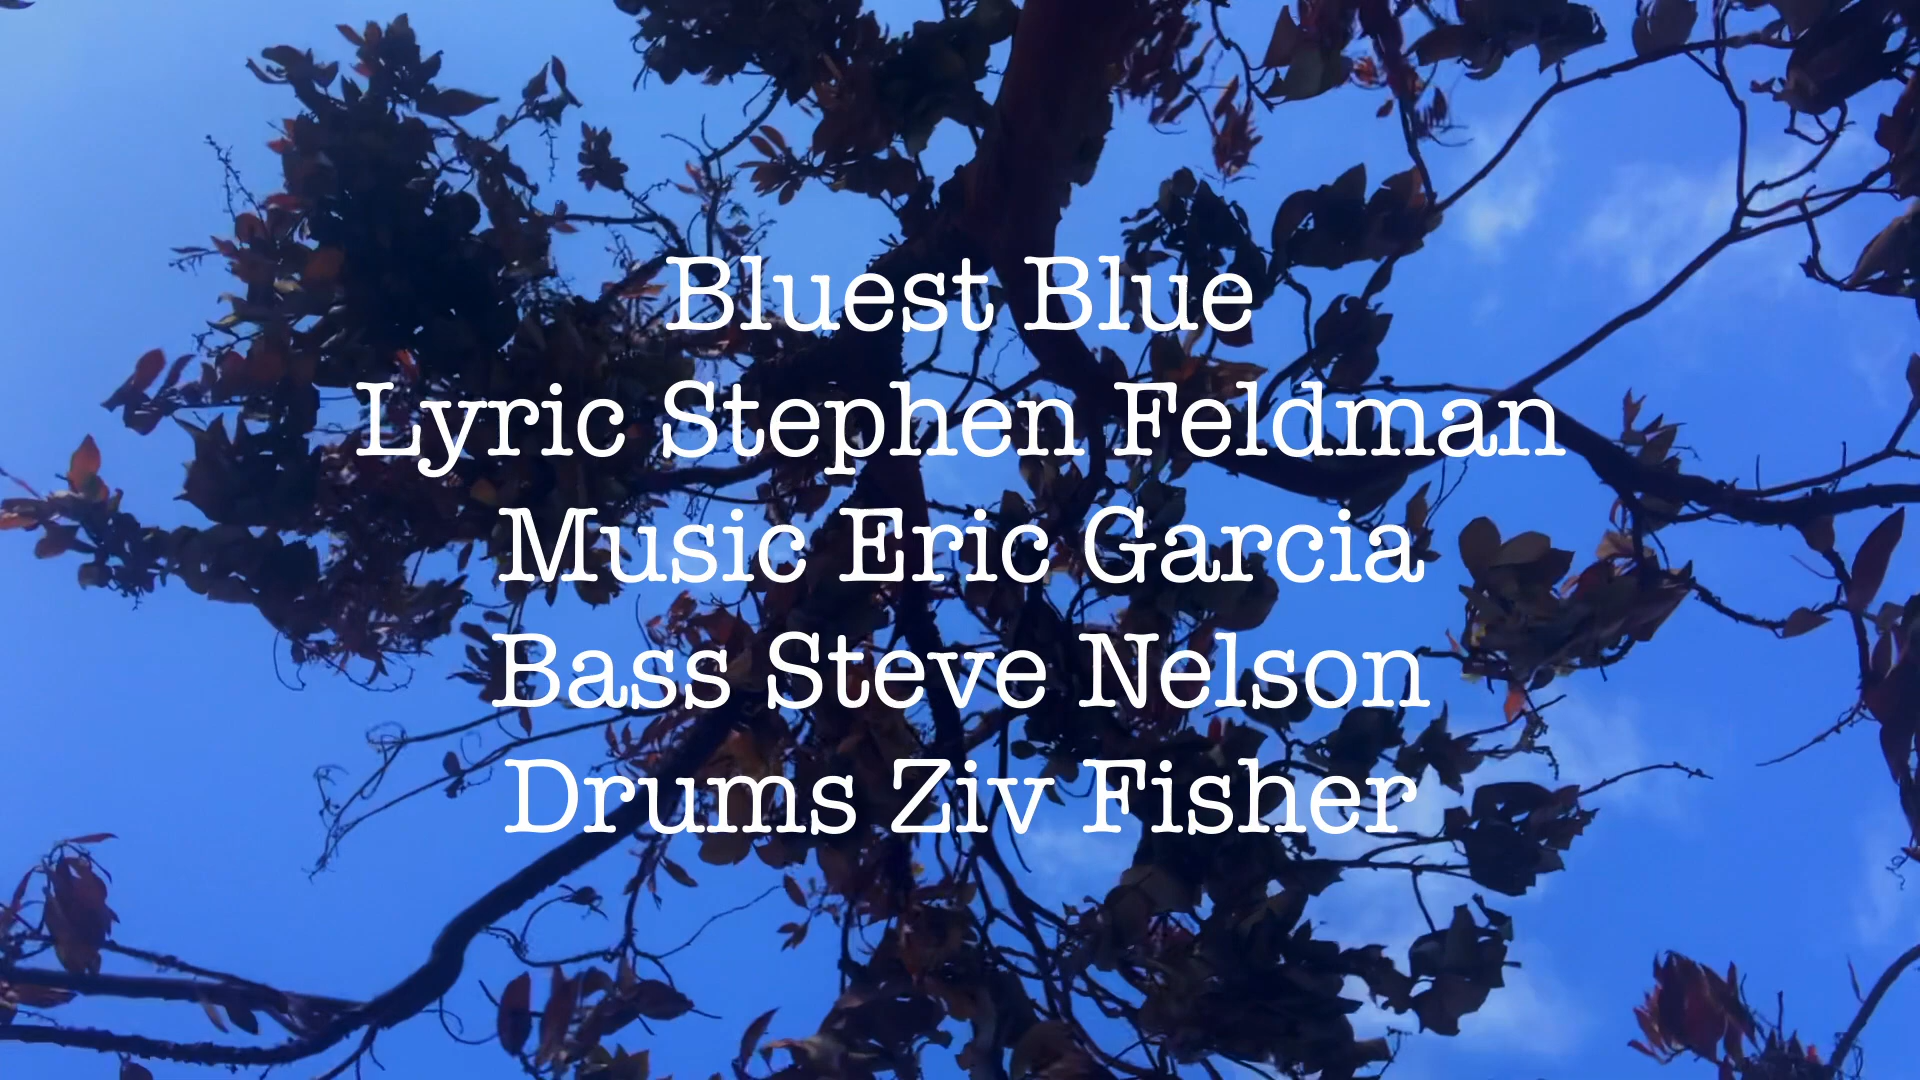 Bluest Blue
Lyric Stephen Feldman
Music Eric Garcia
Bass Steve Nelson
Drums Ziv Fisher